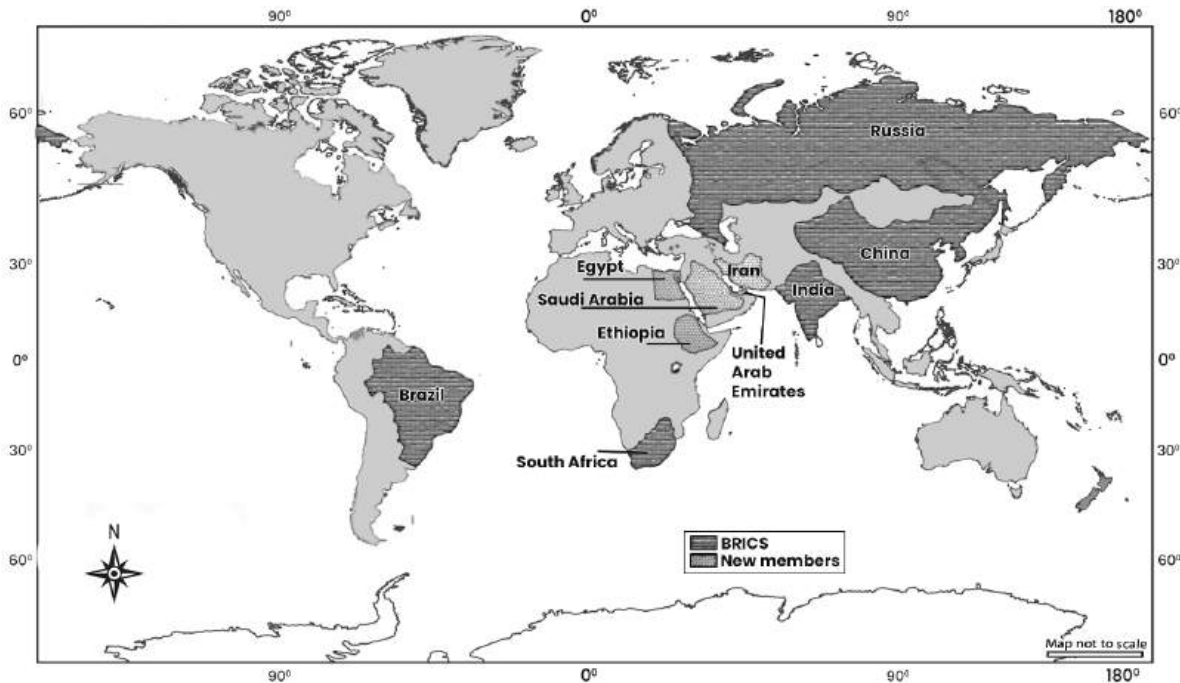 90⁰ 0⁰ 90⁰ 180⁰
60⁰ 60⁰
Russia
30⁰ 30⁰
China
Egypt
Iran
India
Saudi Arabia
Ethiopia
United
Arab
Emirates
0⁰ 0⁰
Brazil
30⁰ 30⁰
South Africa
N
BRICS
New members
60⁰ 60⁰
Map not to scale
90⁰ 0⁰ 90⁰ 180⁰